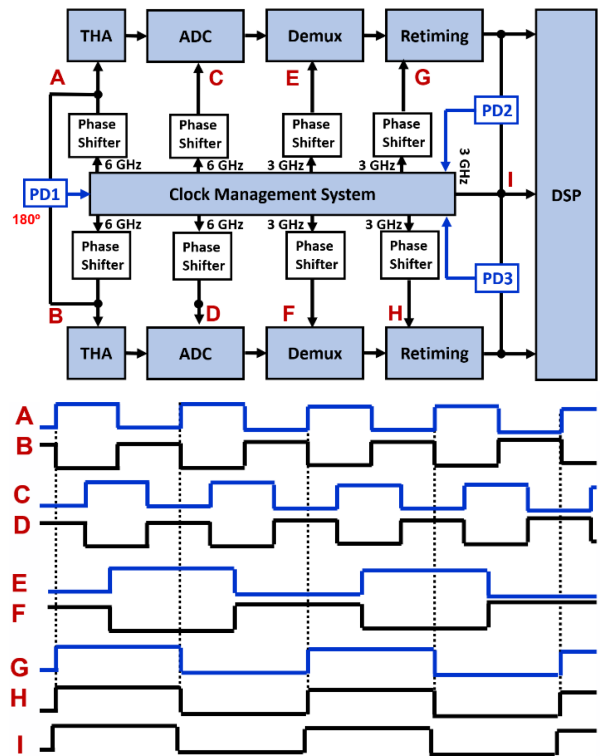 THA
ADC
Demux
Retiming
A
C
E
G
Phase
Shifter
Phase
Shifter
Phase
Shifter
Phase
Shifter
PD2
6 GHz
6 GHz
3 GHz
3 GHz
3 GHz
I
PD1
Clock Management System
DSP
180º
6 GHz
6 GHz
3 GHz
3 GHz
Phase
Shifter
Phase
Shifter
Phase
Shifter
Phase
Shifter
PD3
B
D
F
H
THA
ADC
Demux
Retiming
A
B
C
D
E
F
G
H
I